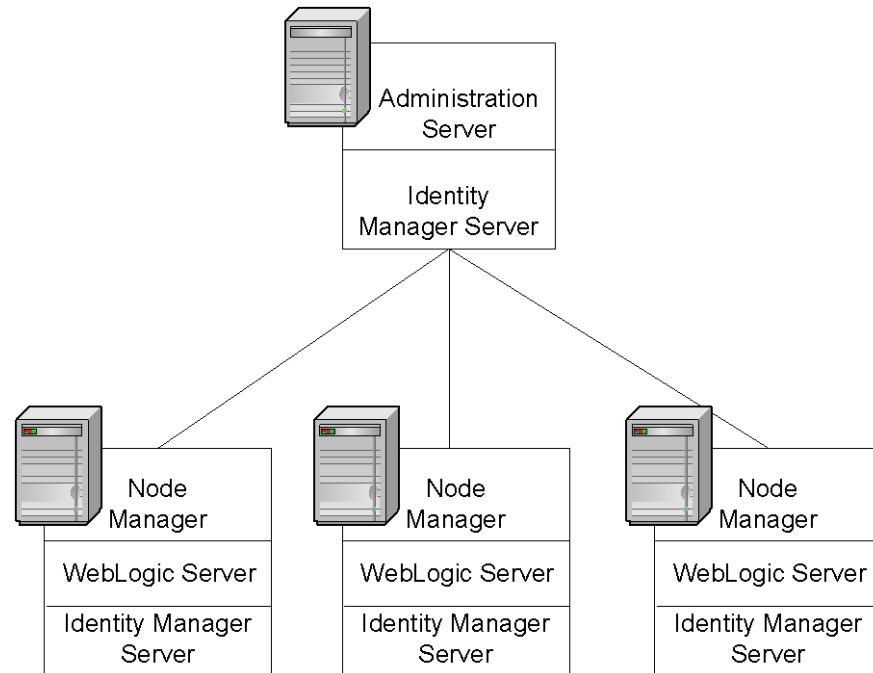 Administration
Server
Identity
Manager Server
Node
Manager
WebLogic Server
Identity Manager
Server
Node
Manager
WebLogic Server
Identity Manager
Server
Node
Manager
WebLogic Server
Identity Manager
Server